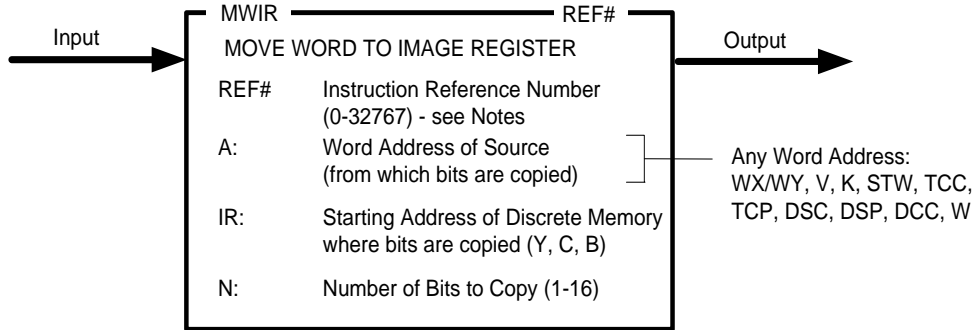 MWIR REF#
Input
Output
MOVE WORD TO IMAGE REGISTER
REF# Instruction Reference Number
(0-32767) - see Notes
A: Word Address of Source
(from which bits are copied)
Any Word Address:
WX/WY, V, K, STW, TCC,
TCP, DSC, DSP, DCC, W
IR: Starting Address of Discrete Memory
where bits are copied (Y, C, B)
N: Number of Bits to Copy (1-16)